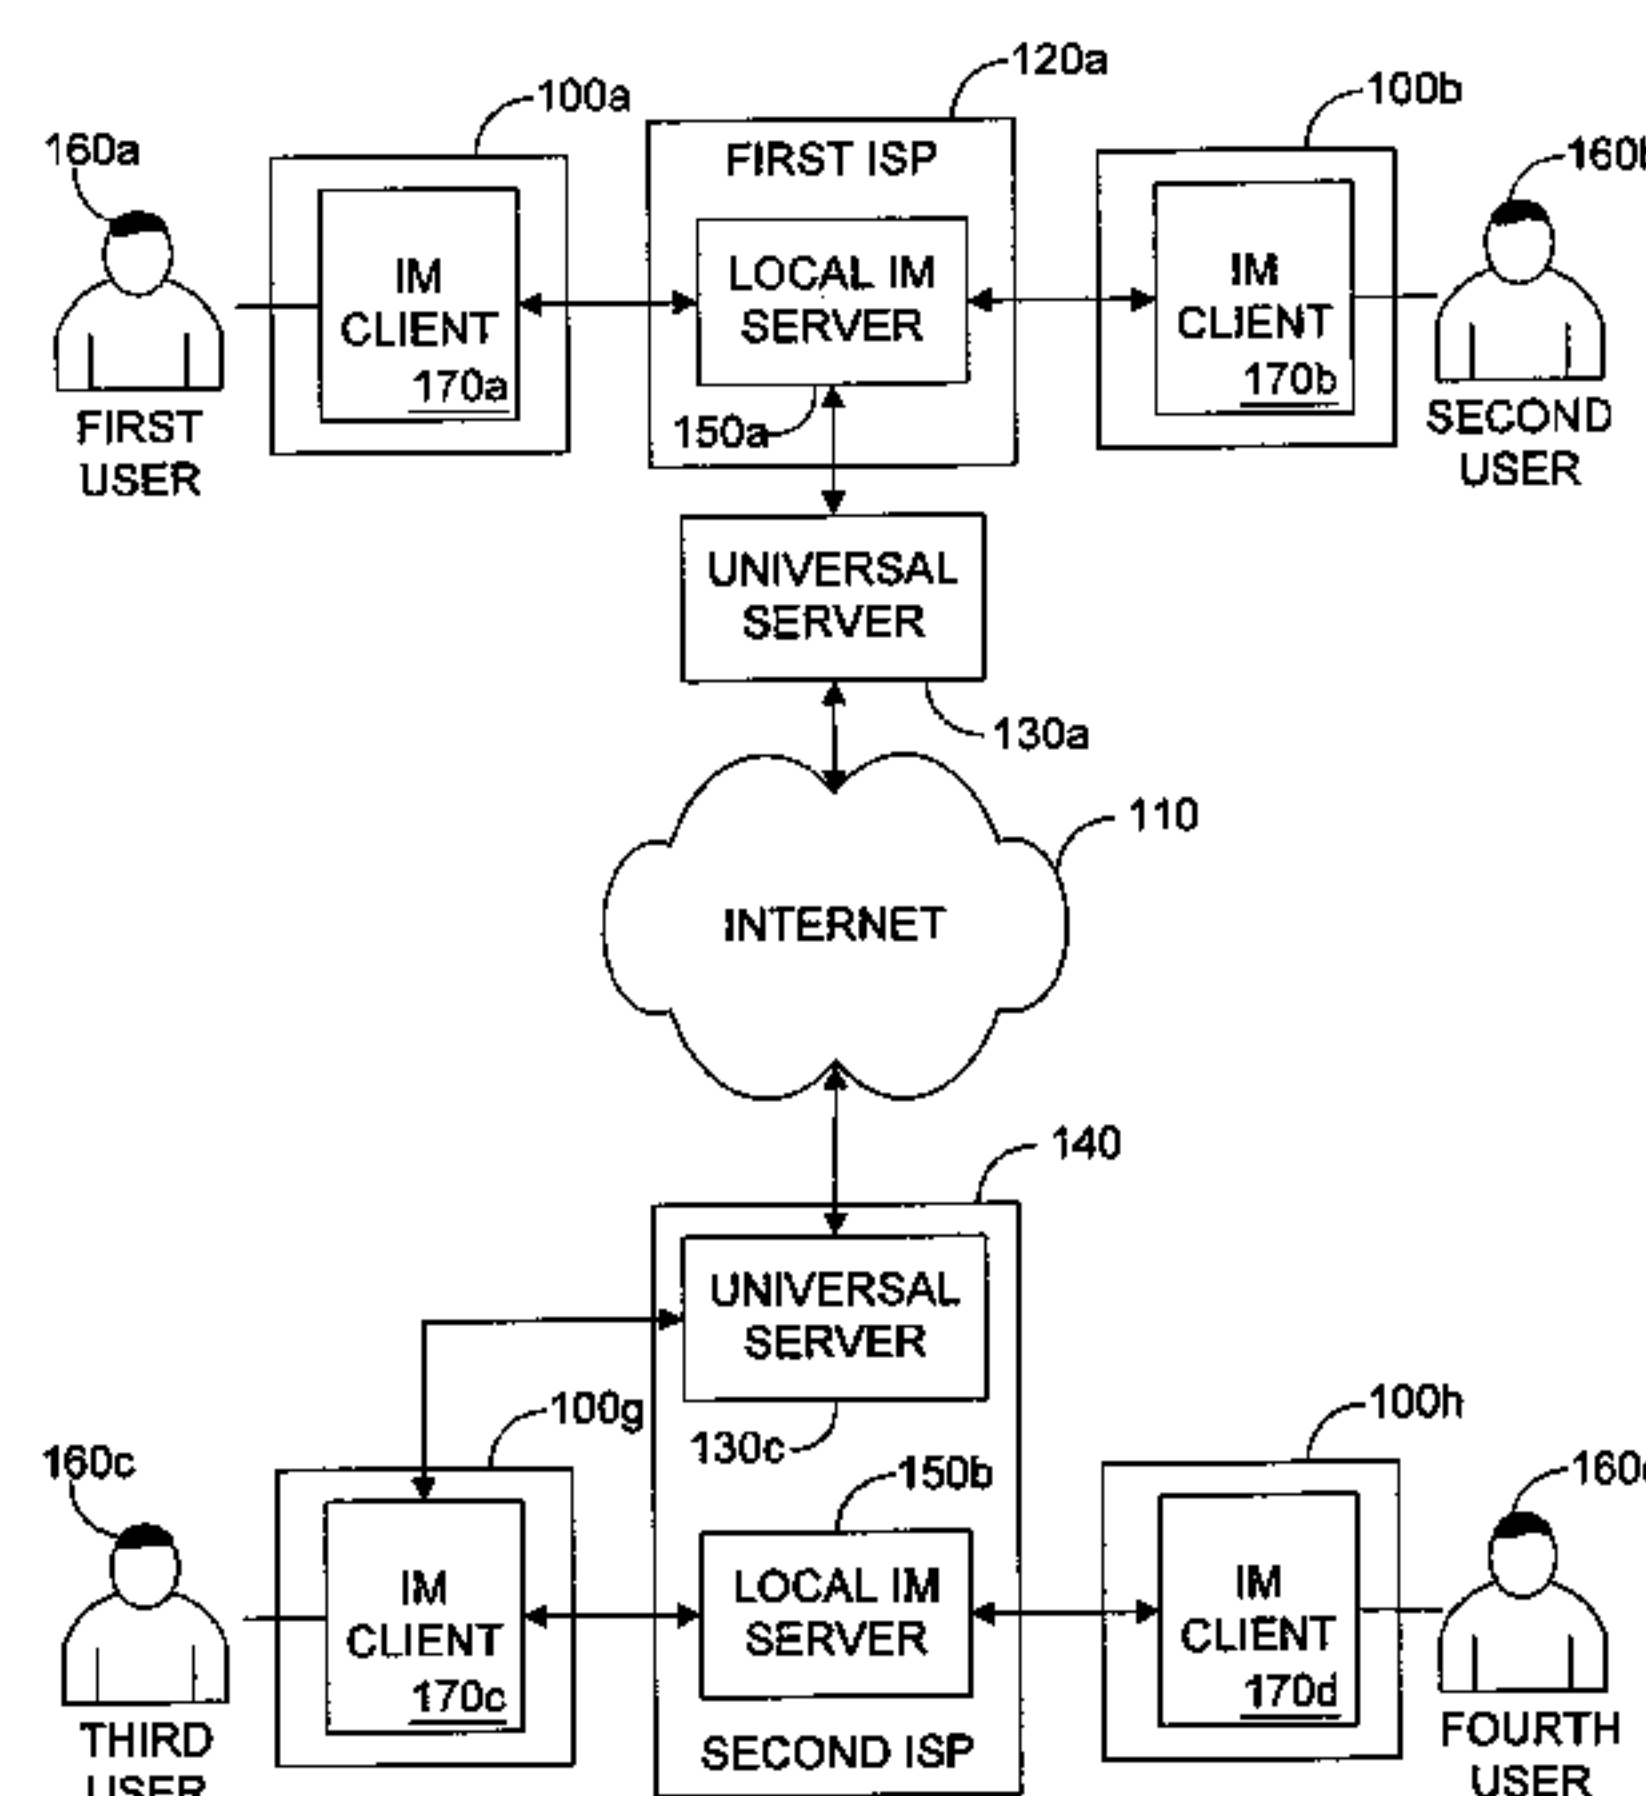 120a
100a
100b
160a
FIRST ISP
IM
CLIENT
170a
LOCAL IM
SERVER
150a
IM
CLIENT
170b
FIRST
USER
SECOND
USER
UNIVERSAL
SERVER
130a
110
INTERNET
140
UNIVERSAL
SERVER
130c
100g
100h
160c
150b
IM
CLIENT
170c
LOCAL IM
SERVER
IM
CLIENT
170d
SECOND ISP
THIRD
USER
FOURTH
USER